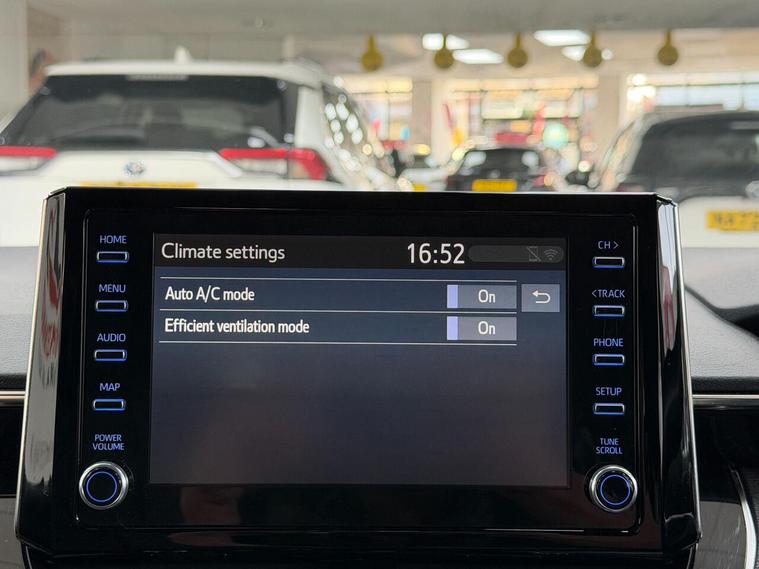 HOME
MENU
AUDIO
MAP
POWER
VOLUME
Climate settings 16:52
Auto A/C mode On
Efficient ventilation mode On
CH >
< TRACK
PHONE
SETUP
TUNE
SCROLL